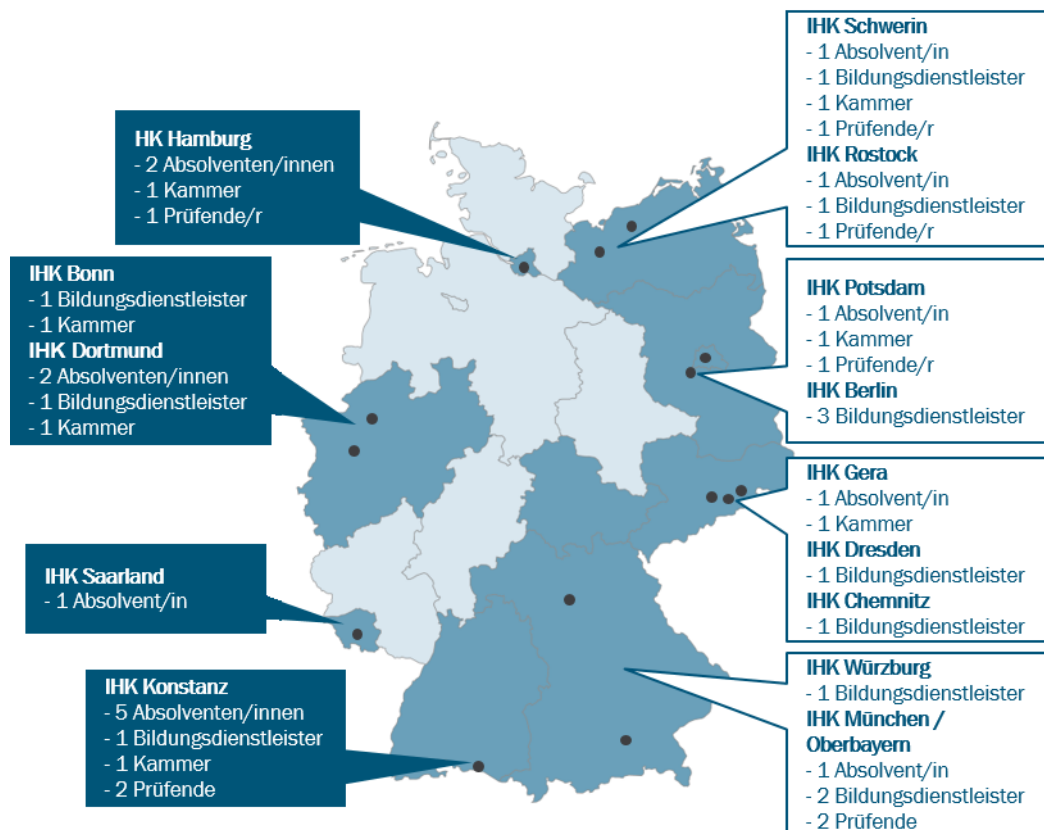 IHK Schwerin
- 1 Absolvent/in
- 1 Bildungsdienstleister
- 1 Kammer
- 1 Prüfende/r
IHK Rostock
- 1 Absolvent/in
- 1 Bildungsdienstleister
- 1 Prüfende/r
HK Hamburg
- 2 Absolventen/innen
- 1 Kammer
- 1 Prüfende/r
IHK Bonn
- 1 Bildungsdienstleister
- 1 Kammer
IHK Dortmund
- 2 Absolventen/innen
- 1 Bildungsdienstleister
- 1 Kammer
IHK Potsdam
- 1 Absolvent/in
- 1 Kammer
- 1 Prüfende/r
IHK Berlin
- 3 Bildungsdienstleister
IHK Gera
- 1 Absolvent/in
- 1 Kammer
IHK Dresden
- 1 Bildungsdienstleister
IHK Chemnitz
- 1 Bildungsdienstleister
IHK Saarland
- 1 Absolvent/in
IHK Konstanz
- 5 Absolventen/innen
- 1 Bildungsdienstleister
- 1 Kammer
- 2 Prüfende
IHK Würzburg
- 1 Bildungsdienstleister
IHK München /
Oberbayern
- 1 Absolvent/in
- 2 Bildungsdienstleister
- 2 Prüfende